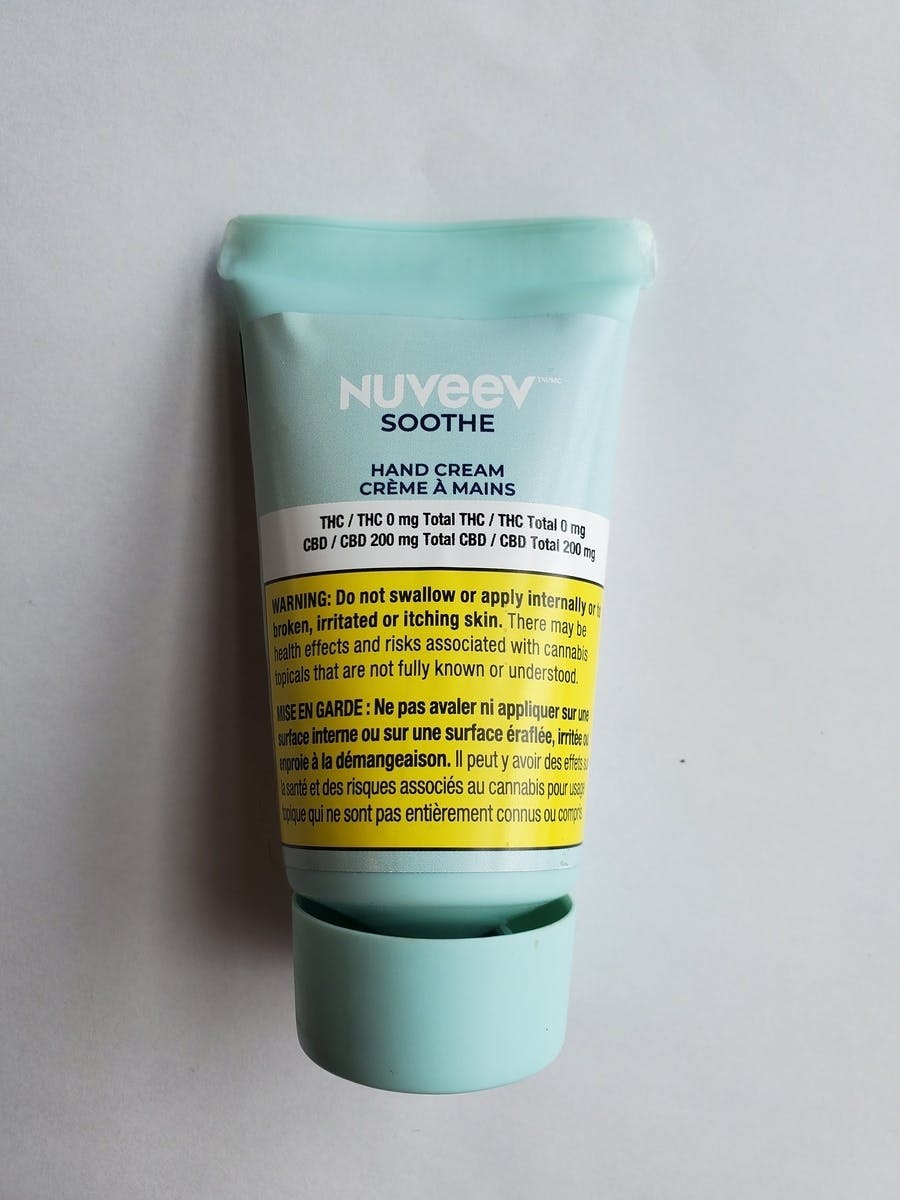 NUVeev TM/MC
SOOTHE
HAND CREAM
CRÈME À MAINS
THC / THC 0 mg Total THC / THC Total 0 mg
CBD / CBD 200 mg Total CBD / CBD Total 200 mg
WARNING: Do not swallow or apply internally or
broken, irritated or itching skin. There may be
health effects and risks associated with cannabis
topicals that are not fully known or understood.
MISE EN GARDE : Ne pas avaler ni appliquer sur une
surface interne ou sur une surface éraflée, irritée ou
enproie à la démangeaison. Il peut y avoir des effets
la santé et des risques associés au cannabis pour usage
topique qui ne sont pas entièrement connus ou compris.